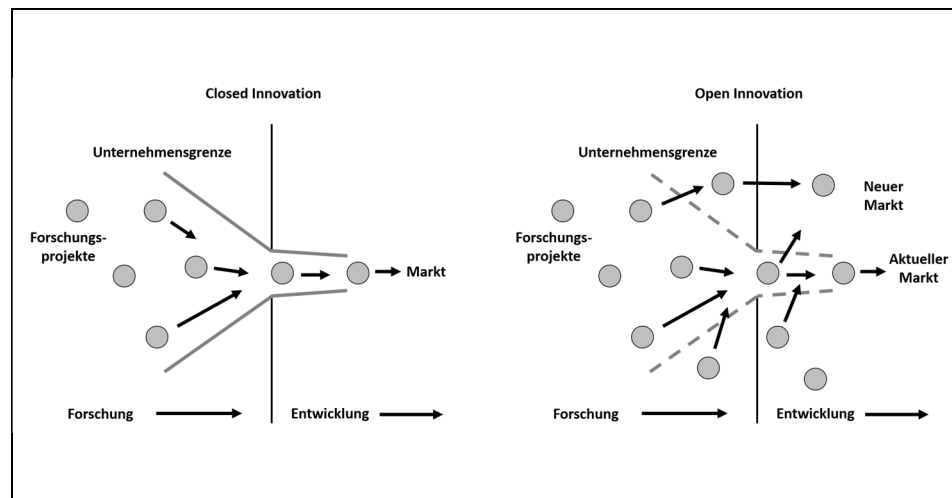 Closed Innovation
Unternehmensgrenze
Forschungs-
projekte
Markt
Forschung
Entwicklung
Open Innovation
Unternehmensgrenze
Neuer
Markt
Forschungs-
projekte
Aktueller
Markt
Forschung
Entwicklung